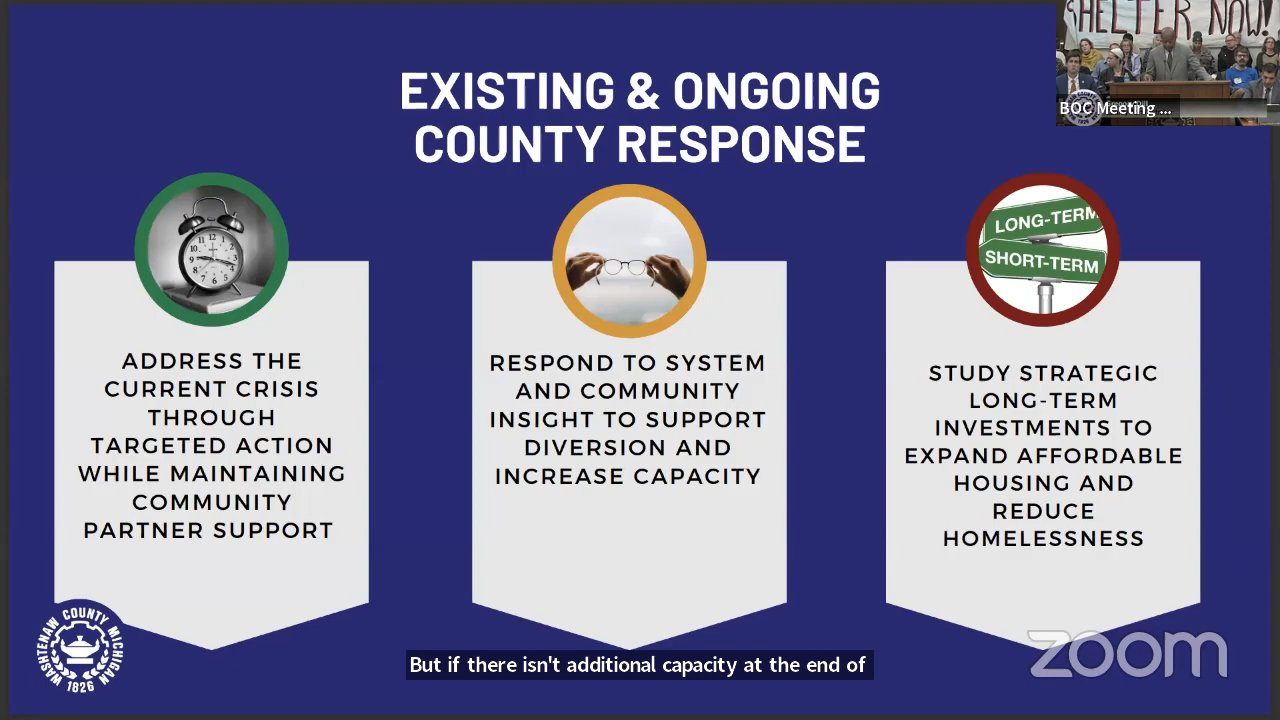 EXISTING & ONGOING
COUNTY RESPONSE
SHELTER NOW!
BOC Meeting ...
LONG-TERM
SHORT-TERM
ADDRESS THE
CURRENT CRISIS
THROUGH
TARGETED ACTION
WHILE MAINTAINING
COMMUNITY
PARTNER SUPPORT
RESPOND TO SYSTEM
AND COMMUNITY
INSIGHT TO SUPPORT
DIVERSION AND
INCREASE CAPACITY
STUDY STRATEGIC
LONG-TERM
INVESTMENTS TO
EXPAND AFFORDABLE
HOUSING AND
REDUCE
HOMELESSNESS
WASHTENAW COUNTY MICHIGAN
1826
But if there isn't additional capacity at the end of
zoom